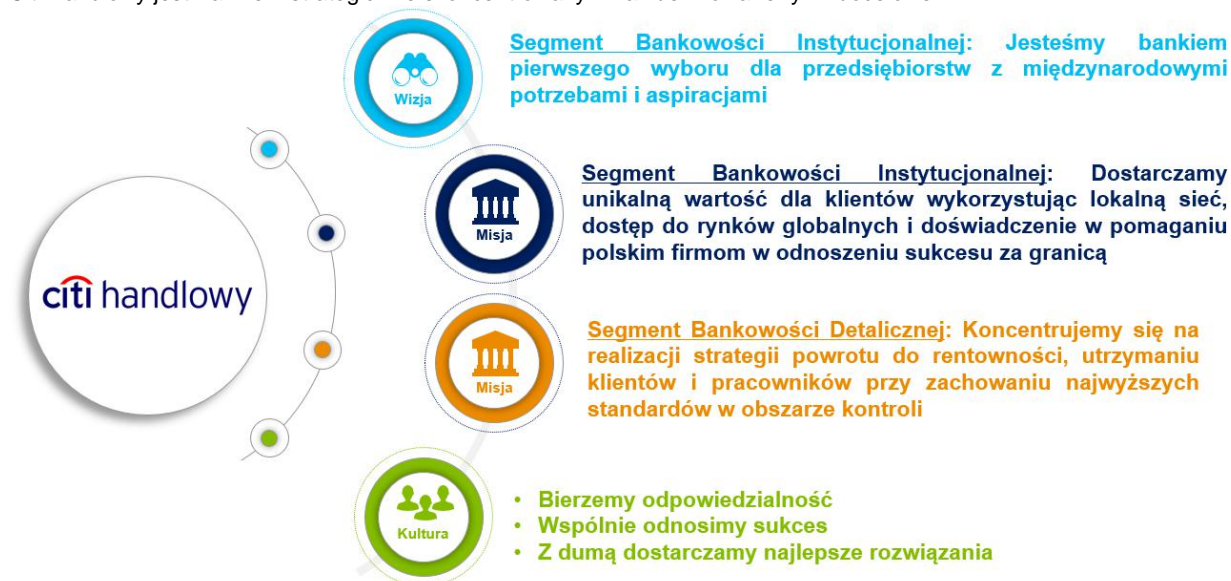 Segment Bankowości Instytucjonalnej: Jesteśmy bankiem
pierwszego wyboru dla przedsiębiorstw z międzynarodowymi
potrzebami i aspiracjami
Wizja
Segment Bankowości Instytucjonalnej: Dostarczamy
unikalną wartość dla klientów wykorzystując lokalną sieć,
dostęp do rynków globalnych i doświadczenie w pomaganiu
polskim firmom w odnoszeniu sukcesu za granicą
Misja
citi handlowy
Segment Bankowości Detalicznej: Koncentrujemy się na
realizacji strategii powrotu do rentowności, utrzymaniu
klientów i pracowników przy zachowaniu najwyższych
standardów w obszarze kontroli
Misja
• Bierzemy odpowiedzialność
• Wspólnie odnosimy sukces
• Z dumą dostarczamy najlepsze rozwiązania
Kultura